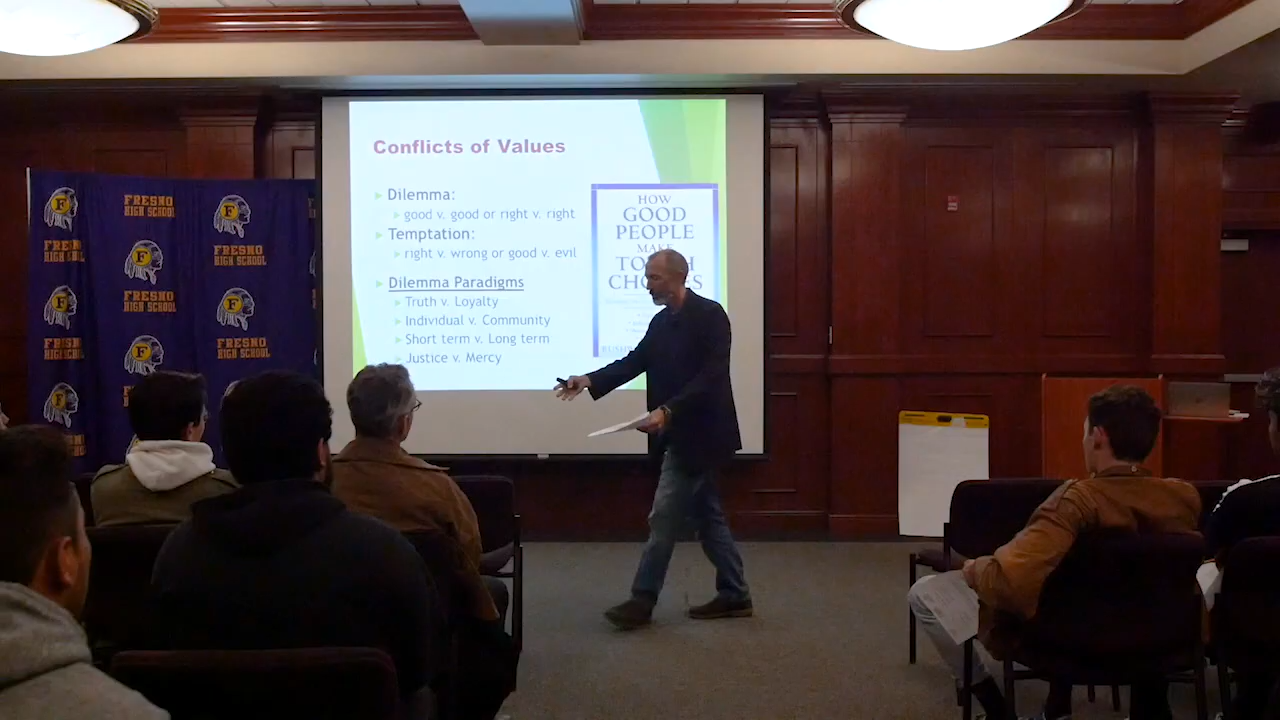 Conflicts of Values
Dilemma:
good v. good or right v. right
Temptation:
right v. wrong or good v. evil
Dilemma Paradigms
Truth v. Loyalty
Individual v. Community
Short term v. Long term
Justice v. Mercy
HOW
GOOD
PEOPLE
MAKE
FRESNO
HIGH SCHOOL
F
F
FRESNO
HIGH SCHOOL
FRESNO
HIGH SCHOOL
F
FRESNO
HIGH SCHOOL
F
F
FRESNO
HIGH SCHOOL
FRESNO
HIGH SCHOOL
F
F